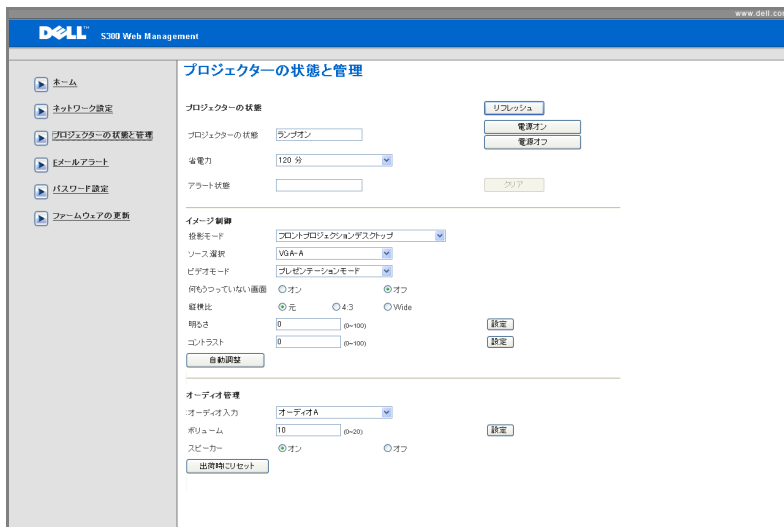 www.dell.com
DELL™ S300 Web Management
プロジェクターの状態と管理
ホーム
ネットワーク設定
プロジェクターの状態と管理
Eメールアラート
パスワード設定
ファームウェアの更新
プロジェクターの状態 リフレッシュ
電源オン
プロジェクターの状態 ランプオン
電源オフ
省電力 120 分
アラート状態 クリア
イメージ制御
投影モード フロントプロジェクションデスクトップ
ソース選択 VGA-A
ビデオモード プレゼンテーションモード
何もうつっていない画面 オン オフ
縦横比 元 4:3 Wide
明るさ 0 (0~100) 設定
コントラスト 0 (0~100) 設定
自動調整
オーディオ管理
:オーディオ入力 オーディオA
ボリューム 10 (0~20) 設定
スピーカー オン オフ
出荷時にリセット